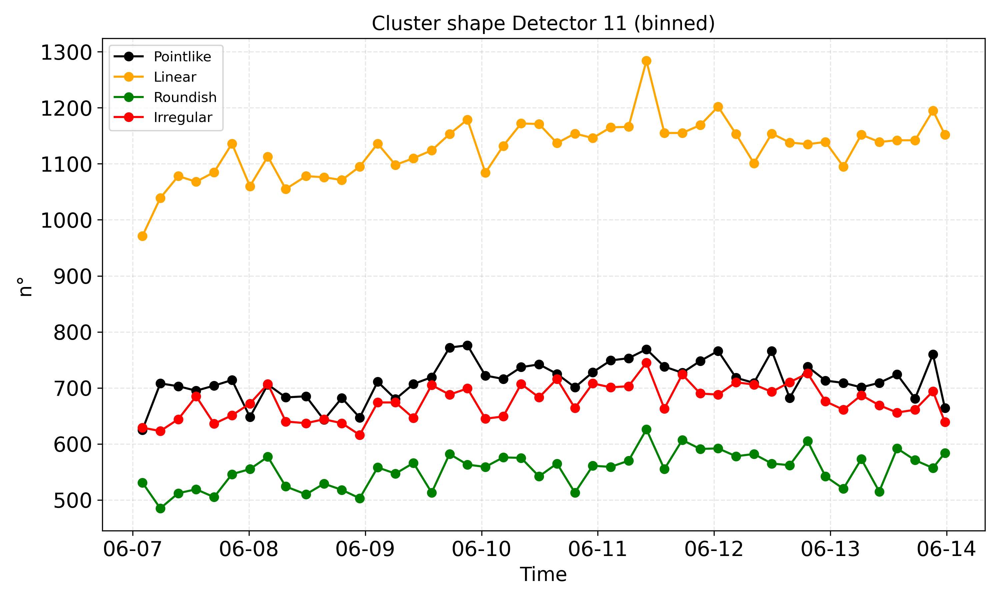 Cluster shape Detector 11 (binned)
Pointlike
Linear
Roundish
Irregular
1300
1200
1100
1000
900
800
700
600
500
n°
06-07 06-08 06-09 06-10 06-11 06-12 06-13 06-14
Time